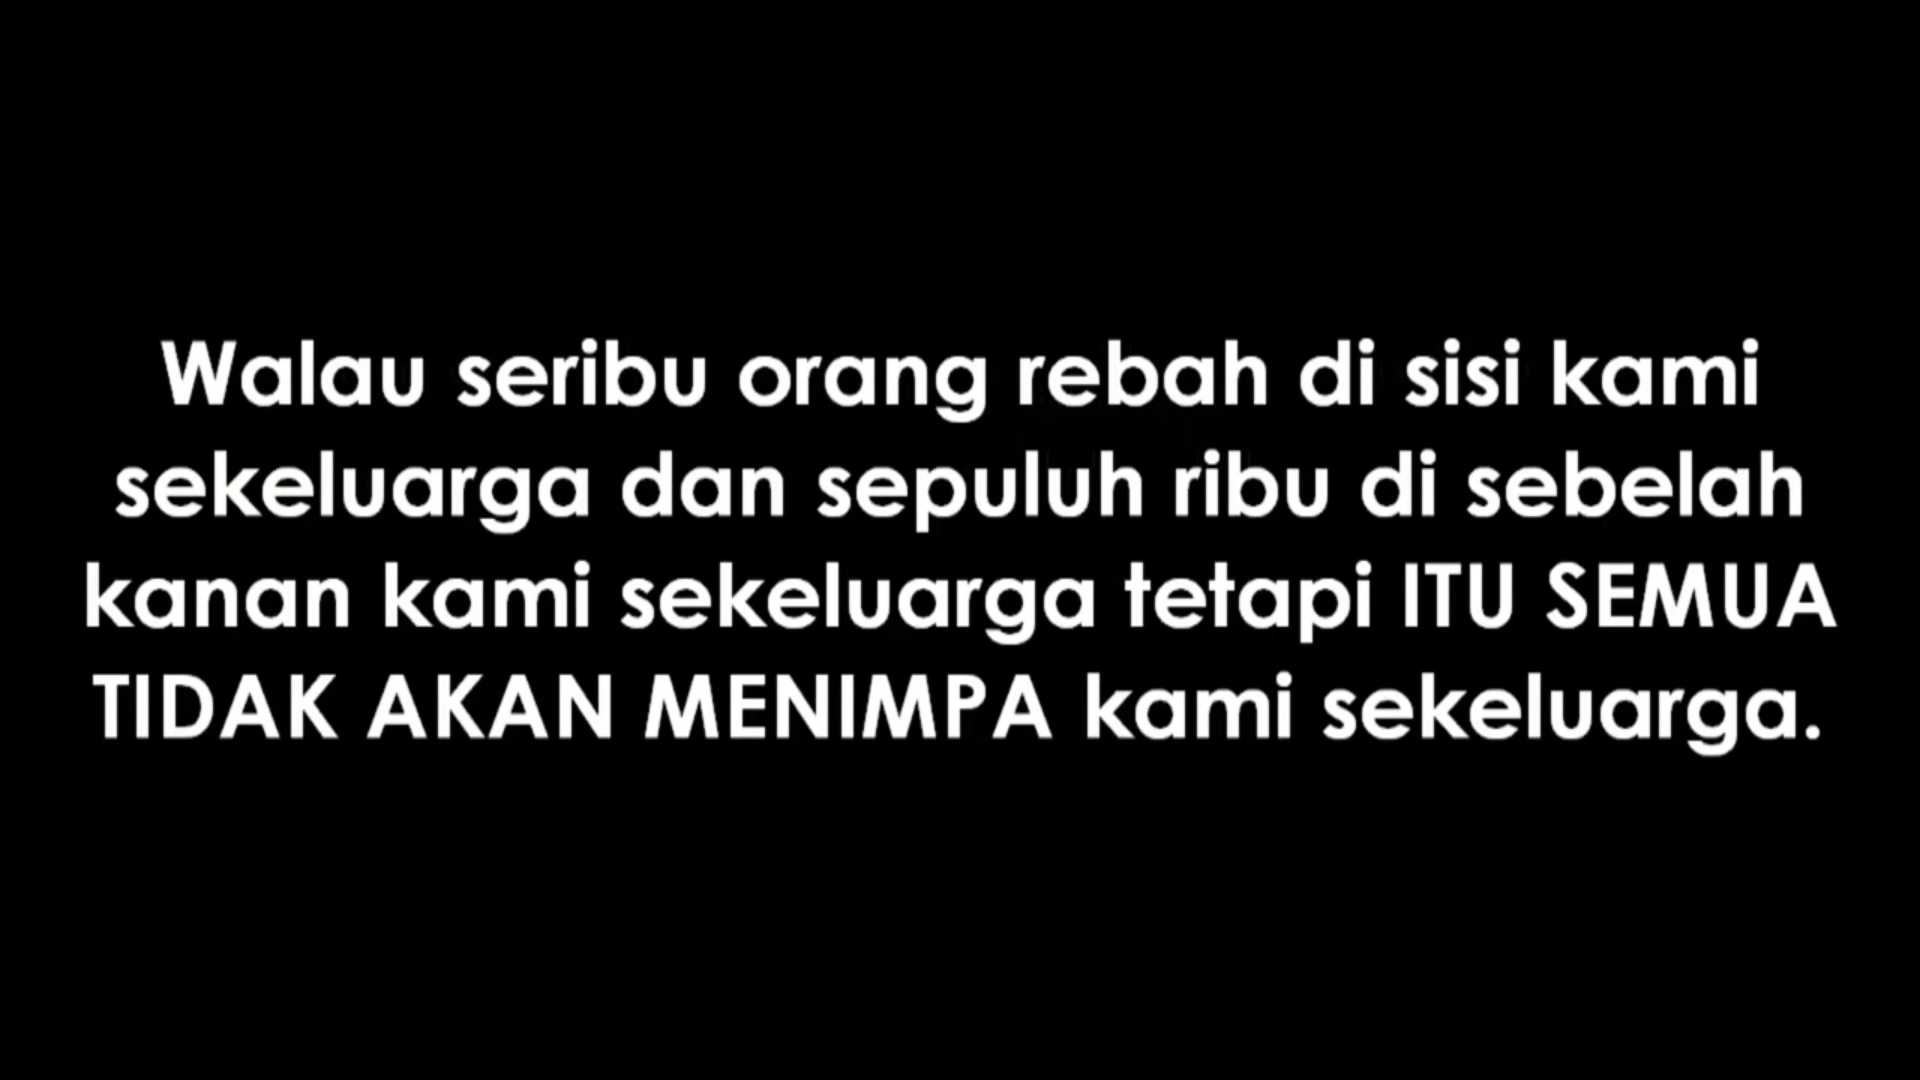 Walau seribu orang rebah di sisi kami
sekeluarga dan sepuluh ribu di sebelah
kanan kami sekeluarga tetapi ITU SEMUA
TIDAK AKAN MENIMPA kami sekeluarga.